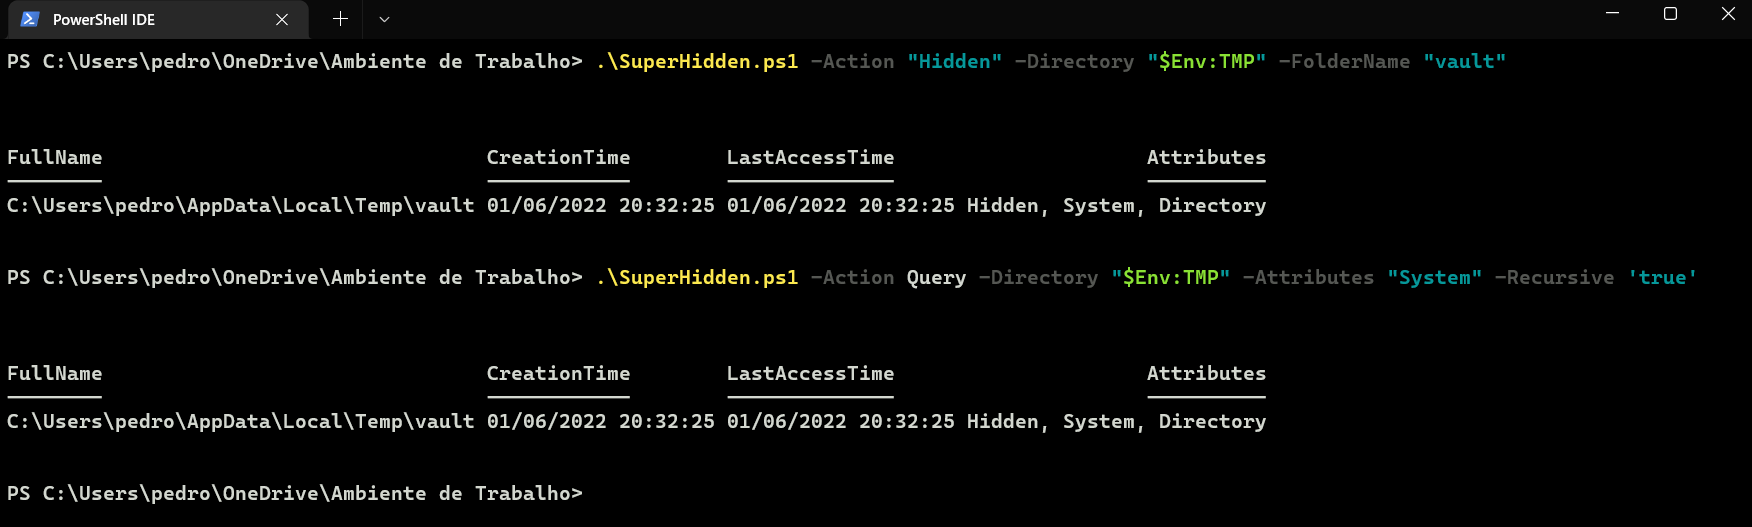 PowerShell IDE
PS C:\Users\pedro\OneDrive\Ambiente de Trabalho> .\SuperHidden.ps1 -Action "Hidden" -Directory "$Env:TMP" -FolderName "vault"
FullName CreationTime LastAccessTime Attributes
-------- ------------ -------------- ----------
C:\Users\pedro\AppData\Local\Temp\vault 01/06/2022 20:32:25 01/06/2022 20:32:25 Hidden, System, Directory
PS C:\Users\pedro\OneDrive\Ambiente de Trabalho> .\SuperHidden.ps1 -Action Query -Directory "$Env:TMP" -Attributes "System" -Recursive 'true'
FullName CreationTime LastAccessTime Attributes
-------- ------------ -------------- ----------
C:\Users\pedro\AppData\Local\Temp\vault 01/06/2022 20:32:25 01/06/2022 20:32:25 Hidden, System, Directory
PS C:\Users\pedro\OneDrive\Ambiente de Trabalho>